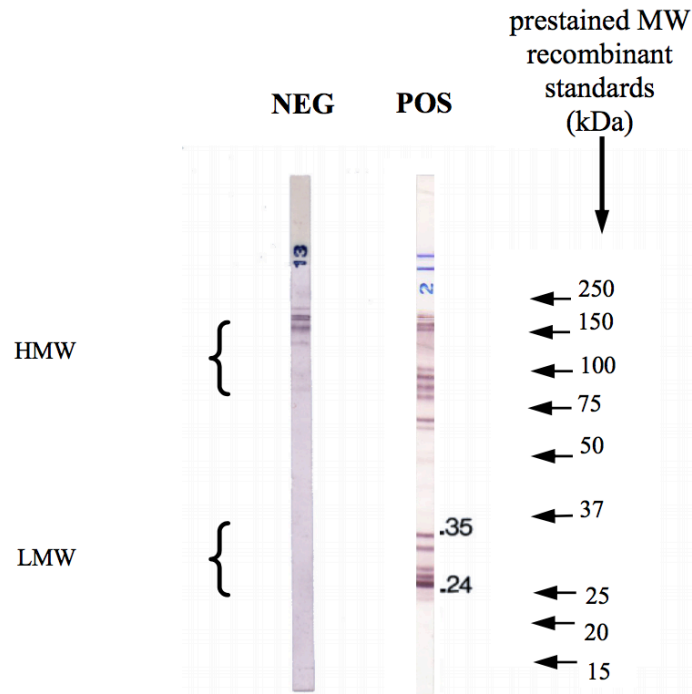 prestained MW
recombinant
standards
(kDa)
NEG
POS
13
2
250
150
HMW
100
75
50
37
.35
LMW
.24
25
20
15